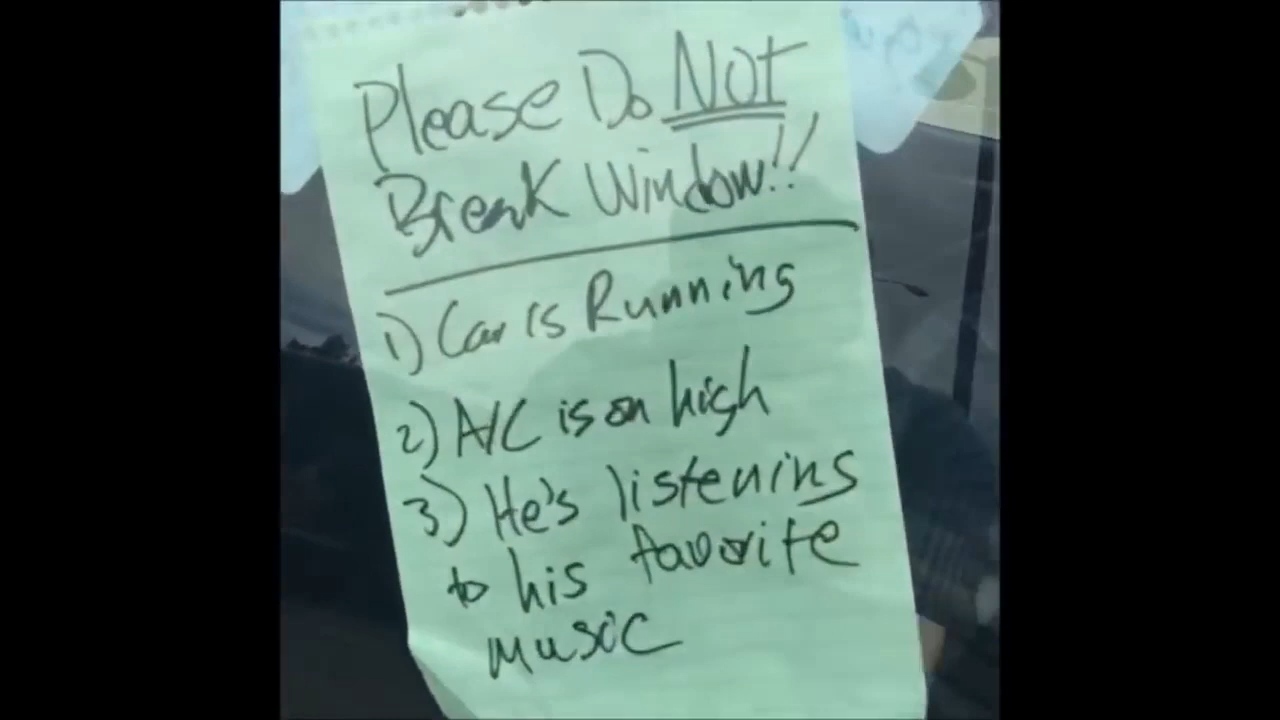 Please Do NOT
Break Window!!
1) Car is Running
2) A/C is on high
3) He's listening
to his favorite
music